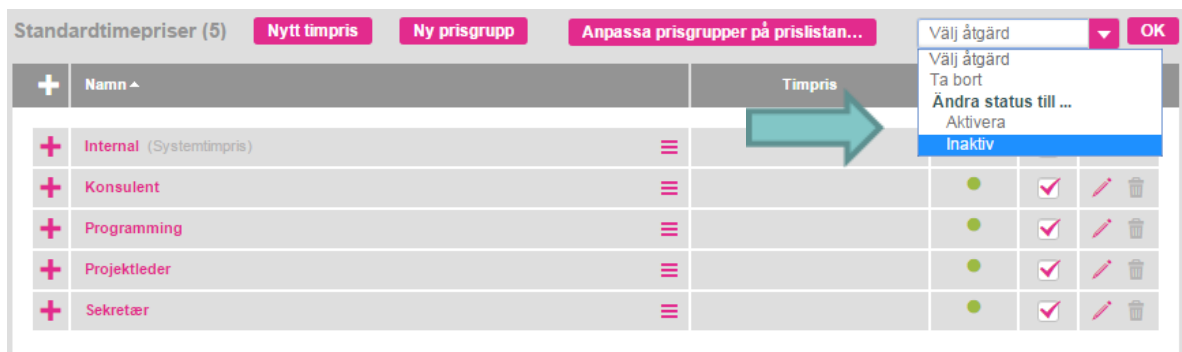 Standardtimepriser (5) Nytt timpris Ny prisgrupp Anpassa prisgrupper på prislistan... Välj åtgärd OK
Välj åtgärd
Ta bort
Ändra status till ...
Aktivera
Inaktiv
Namn Timpris
Internal (Systemtimpris)
Konsulent
Programming
Projektleder
Sekretær